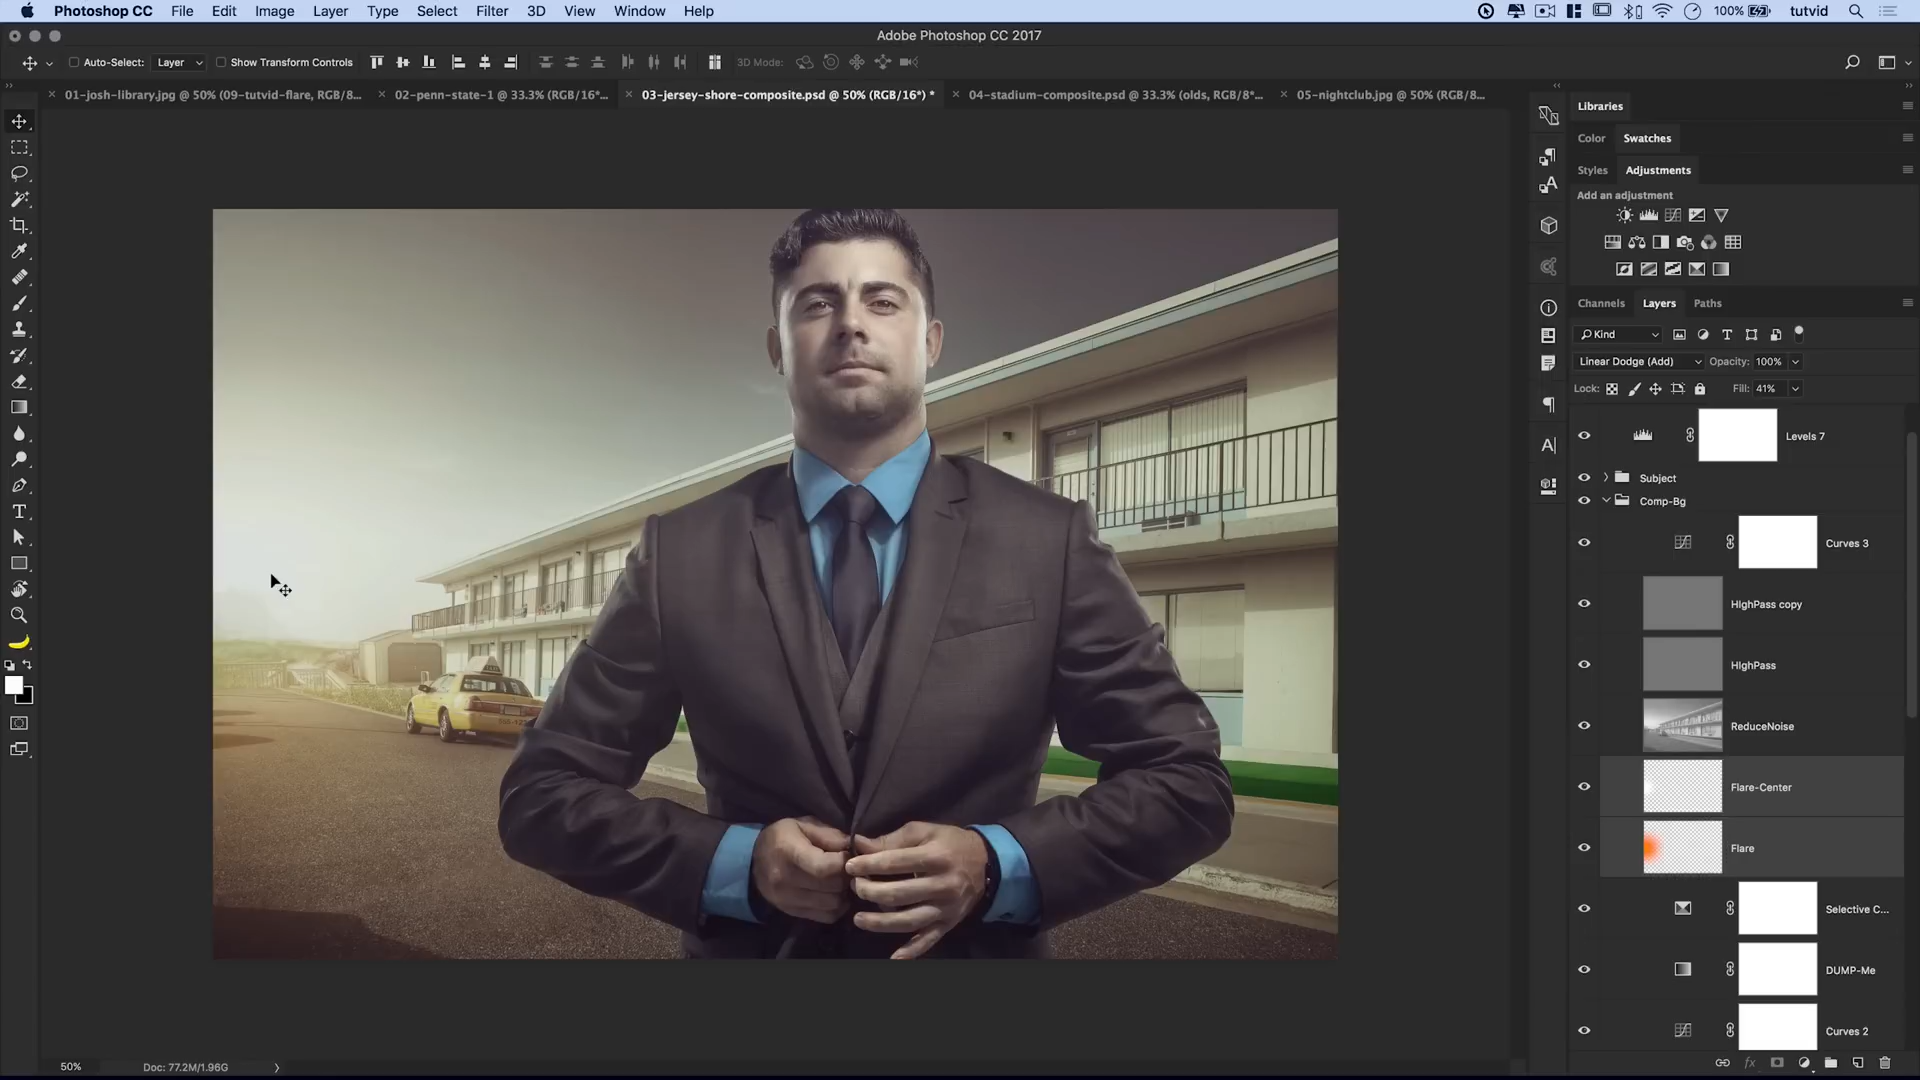 Photoshop CC File Edit Image Layer Type Select Filter 3D View Window Help 100% tutvid
Adobe Photoshop CC 2017
Auto-Select: Layer Show Transform Controls 3D Mode:
01-josh-library.jpg @ 50% (09-tutvid-flare, RGB/8... 02-penn-state-1 @ 33.3% (RGB/16*... 03-jersey-shore-composite.psd @ 50% (RGB/16*) * 04-stadium-composite.psd @ 33.3% (olds, RGB/8*... 05-nightclub.jpg @ 50% (RGB/8...
Libraries
Color Swatches
Styles Adjustments
Add an adjustment
Channels Layers Paths
Kind
Linear Dodge (Add) Opacity: 100%
Lock: Fill: 41%
Levels 7
Subject
Comp-Bg
Curves 3
HighPass copy
HighPass
ReduceNoise
Flare-Center
Flare
Selective C...
DUMP-Me
Curves 2
50% Doc: 77.2M/1.96G